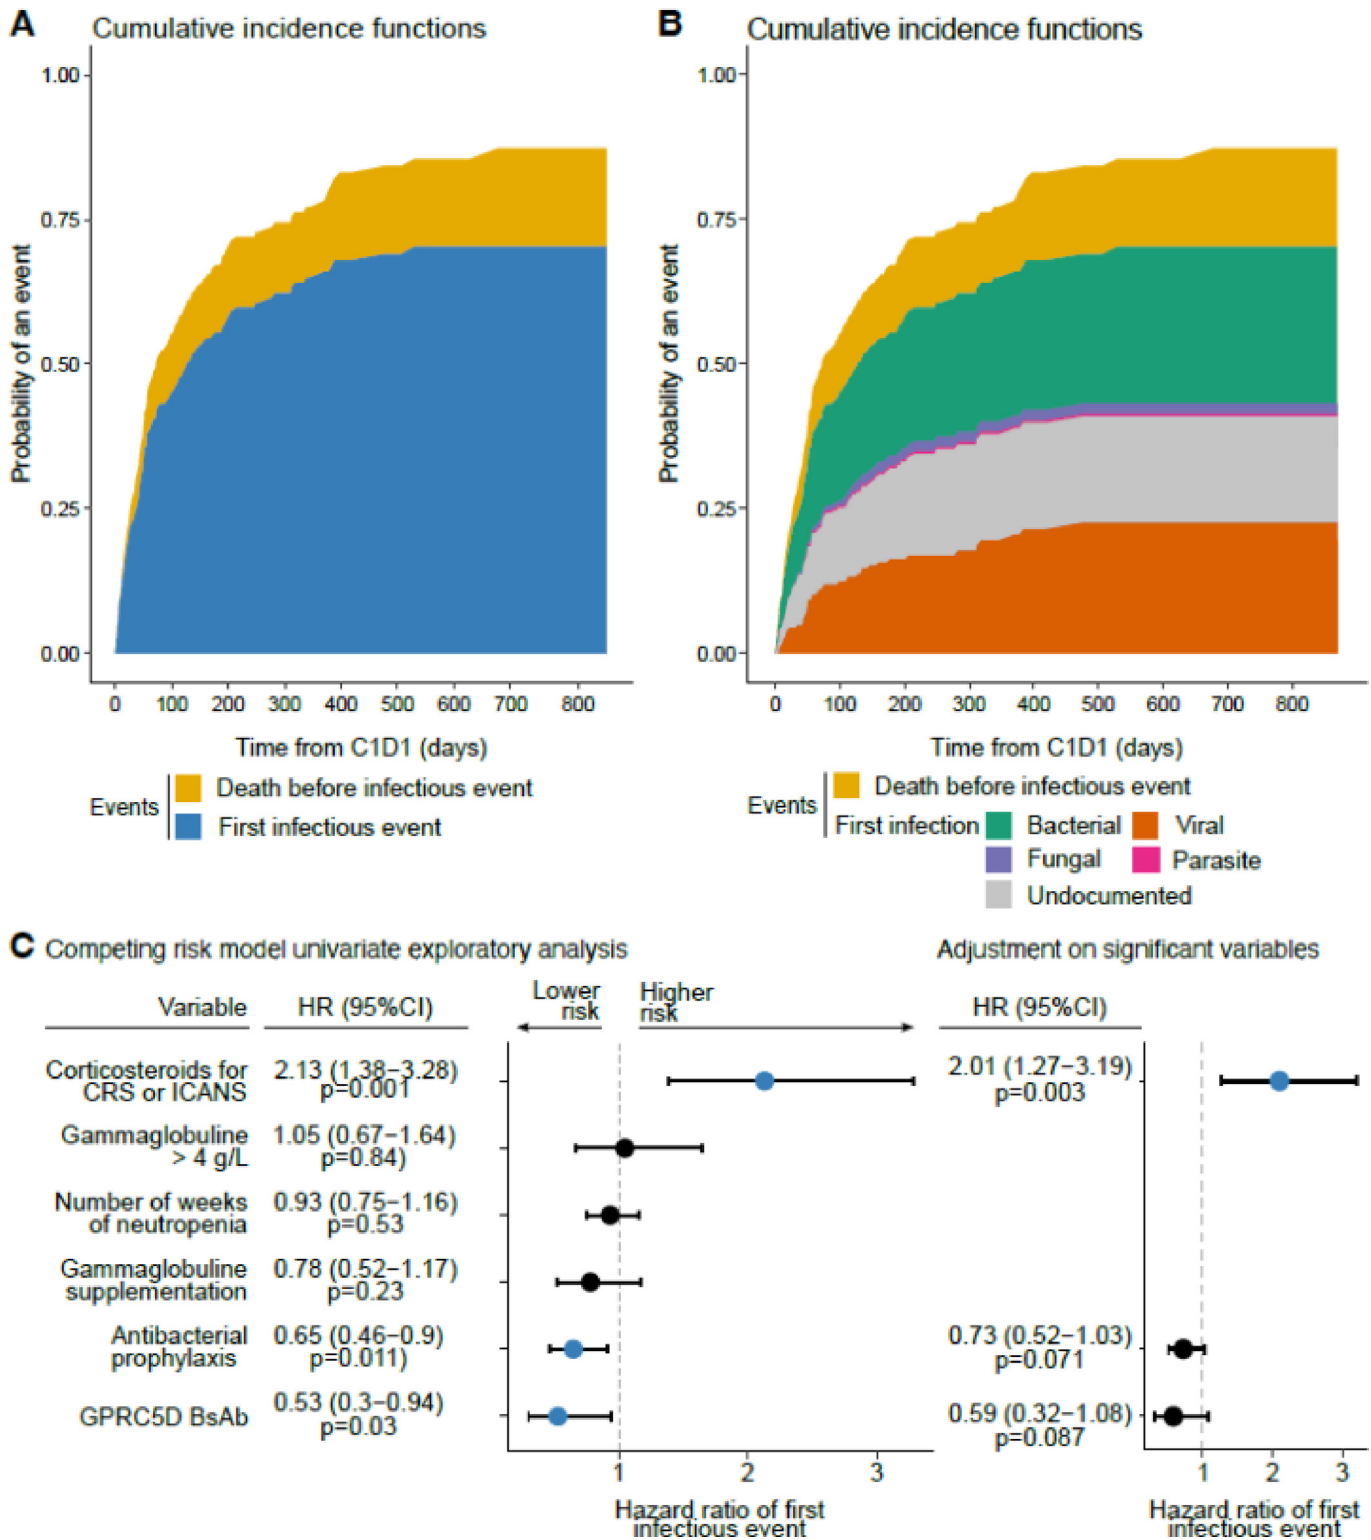 A Cumulative incidence functions
1.00
0.75
0.50
0.25
0.00
Probability of an event
0 100 200 300 400 500 600 700 800
Time from C1D1 (days)
Events
Death before infectious event
First infectious event
B Cumulative incidence functions
1.00
0.75
0.50
0.25
0.00
Probability of an event
0 100 200 300 400 500 600 700 800
Time from C1D1 (days)
Events
Death before infectious event
First infection Bacterial Viral
Fungal Parasite
Undocumented
C Competing risk model univariate exploratory analysis
Adjustment on significant variables
Variable HR (95%CI)
Lower
risk
Higher
risk
HR (95%CI)
Corticosteroids for
CRS or ICANS
2.13 (1.38–3.28)
p=0.001
2.01 (1.27–3.19)
p=0.003
Gammaglobuline
> 4 g/L
1.05 (0.67–1.64)
p=0.84)
Number of weeks
of neutropenia
0.93 (0.75–1.16)
p=0.53
Gammaglobuline
supplementation
0.78 (0.52–1.17)
p=0.23
Antibacterial
prophylaxis
0.65 (0.46–0.9)
p=0.011)
0.73 (0.52–1.03)
p=0.071
GPRC5D BsAb
0.53 (0.3–0.94)
p=0.03
0.59 (0.32–1.08)
p=0.087
1 2 3
Hazard ratio of first
infectious event
1 2 3
Hazard ratio of first
infectious event